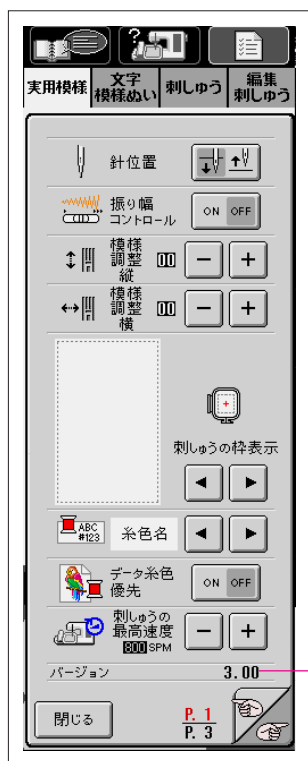 実用模様
文字
模様ぬい
刺しゅう
編集
刺しゅう
針位置
振り幅
コントロール
ON OFF
模様
調整
縦
00
− +
模様
調整
横
00
− +
刺しゅうの枠表示
ABC
#123
糸色名
データ糸色
優先
ON OFF
刺しゅうの
最高速度
800 SPM
− +
バージョン 3.00
閉じる
P. 1
P. 3